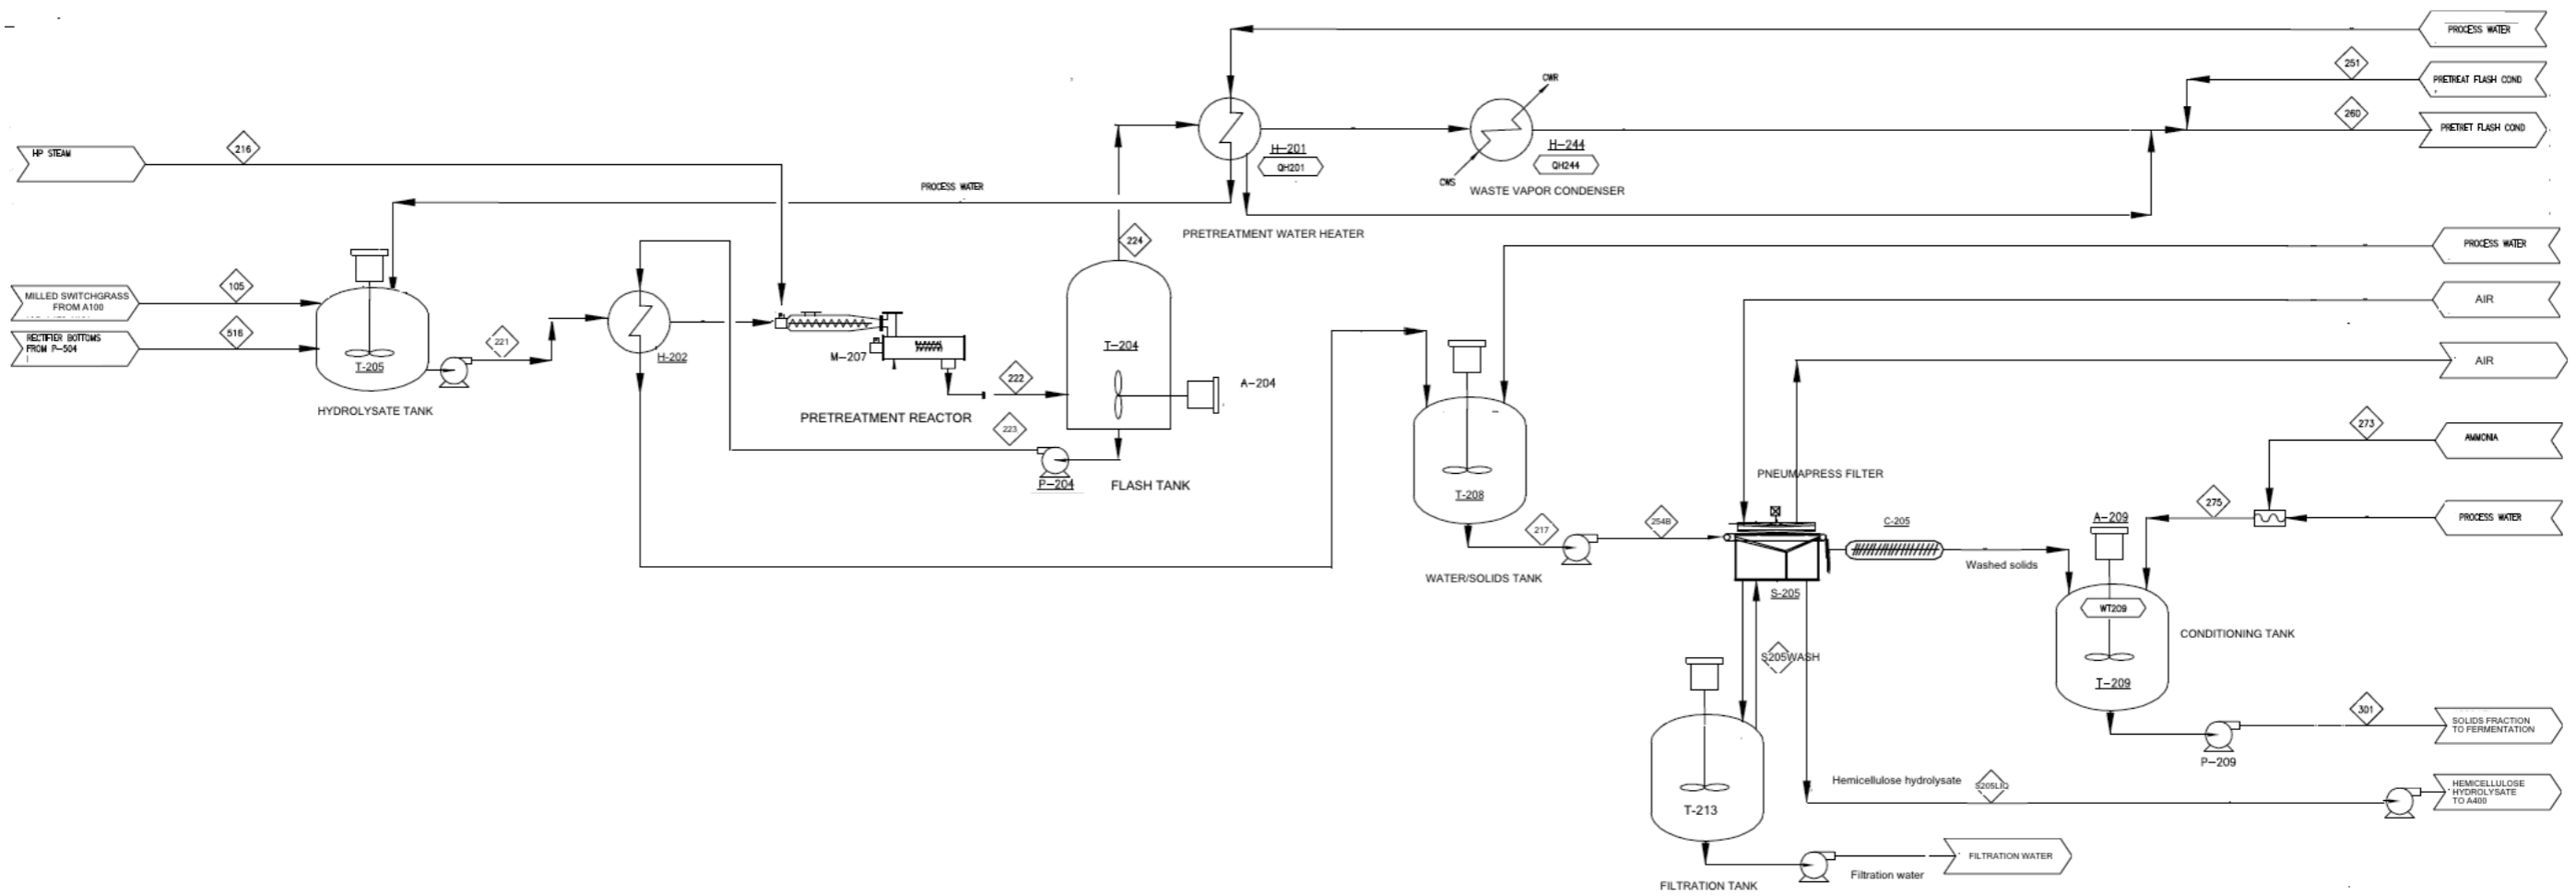 PROCESS WATER
251
PRETREAT FLASH COND
CWR
260
PRETRET FLASH COND
HP STEAM
216
H-201
QH201
H-244
QH244
CWS
WASTE VAPOR CONDENSER
PROCESS WATER
PRETREATMENT WATER HEATER
224
PROCESS WATER
105
MILLED SWITCHGRASS
FROM A100
AIR
516
RECTIFIER BOTTOMS
FROM P-504
221
T-205
H-202
M-207
T-204
AIR
HYDROLYSATE TANK
PRETREATMENT REACTOR
222
A-204
223
P-204
FLASH TANK
273
AMMONIA
PNEUMAPRESS FILTER
T-208
217
254B
C-205
275
A-209
PROCESS WATER
WATER/SOLIDS TANK
Washed solids
S-205
WT209
CONDITIONING TANK
S205WASH
T-209
301
SOLIDS FRACTION
TO FERMENTATION
P-209
Hemicellulose hydrolysate
S205LIQ
HEMICELLULOSE
HYDROLYSATE
TO A400
T-213
FILTRATION WATER
Filtration water
FILTRATION TANK